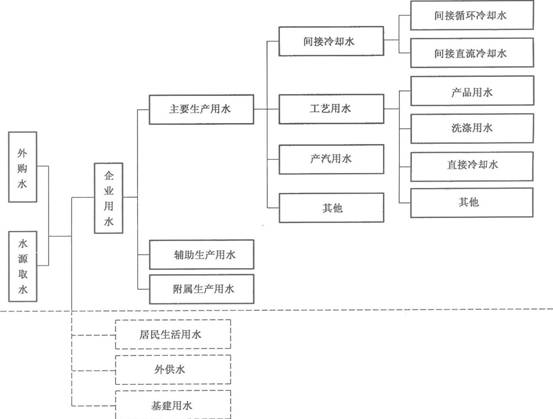 外购水
水源取水
企业用水
主要生产用水
辅助生产用水
附属生产用水
间接冷却水
工艺用水
产汽用水
其他
间接循环冷却水
间接直流冷却水
产品用水
洗涤用水
直接冷却水
其他
居民生活用水
外供水
基建用水